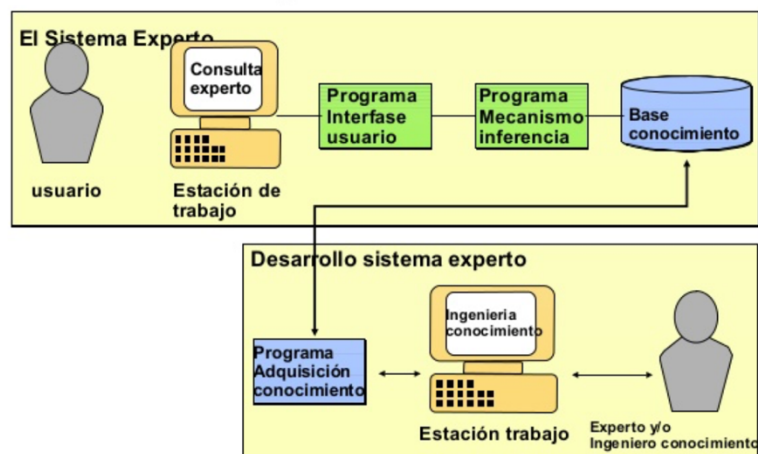 El Sistema Experto
Consulta
experto
Programa
Interfase
usuario
Programa
Mecanismo
inferencia
Base
conocimiento
usuario
Estación de
trabajo
Desarrollo sistema experto
Programa
Adquisición
conocimiento
Ingenieria
conocimiento
Estación trabajo
Experto y/o
Ingeniero conocimiento